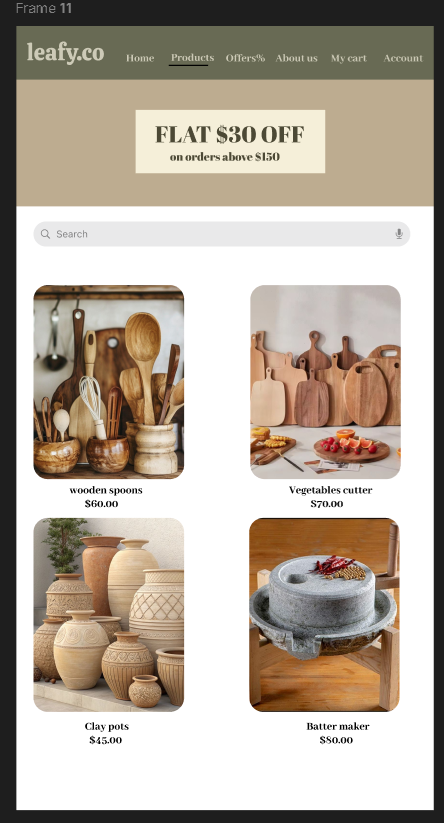 Frame 11
leafy.co
Home Products Offers% About us My cart Account
FLAT $30 OFF
on orders above $150
Search
wooden spoons
$60.00
Vegetables cutter
$70.00
Clay pots
$45.00
Batter maker
$80.00